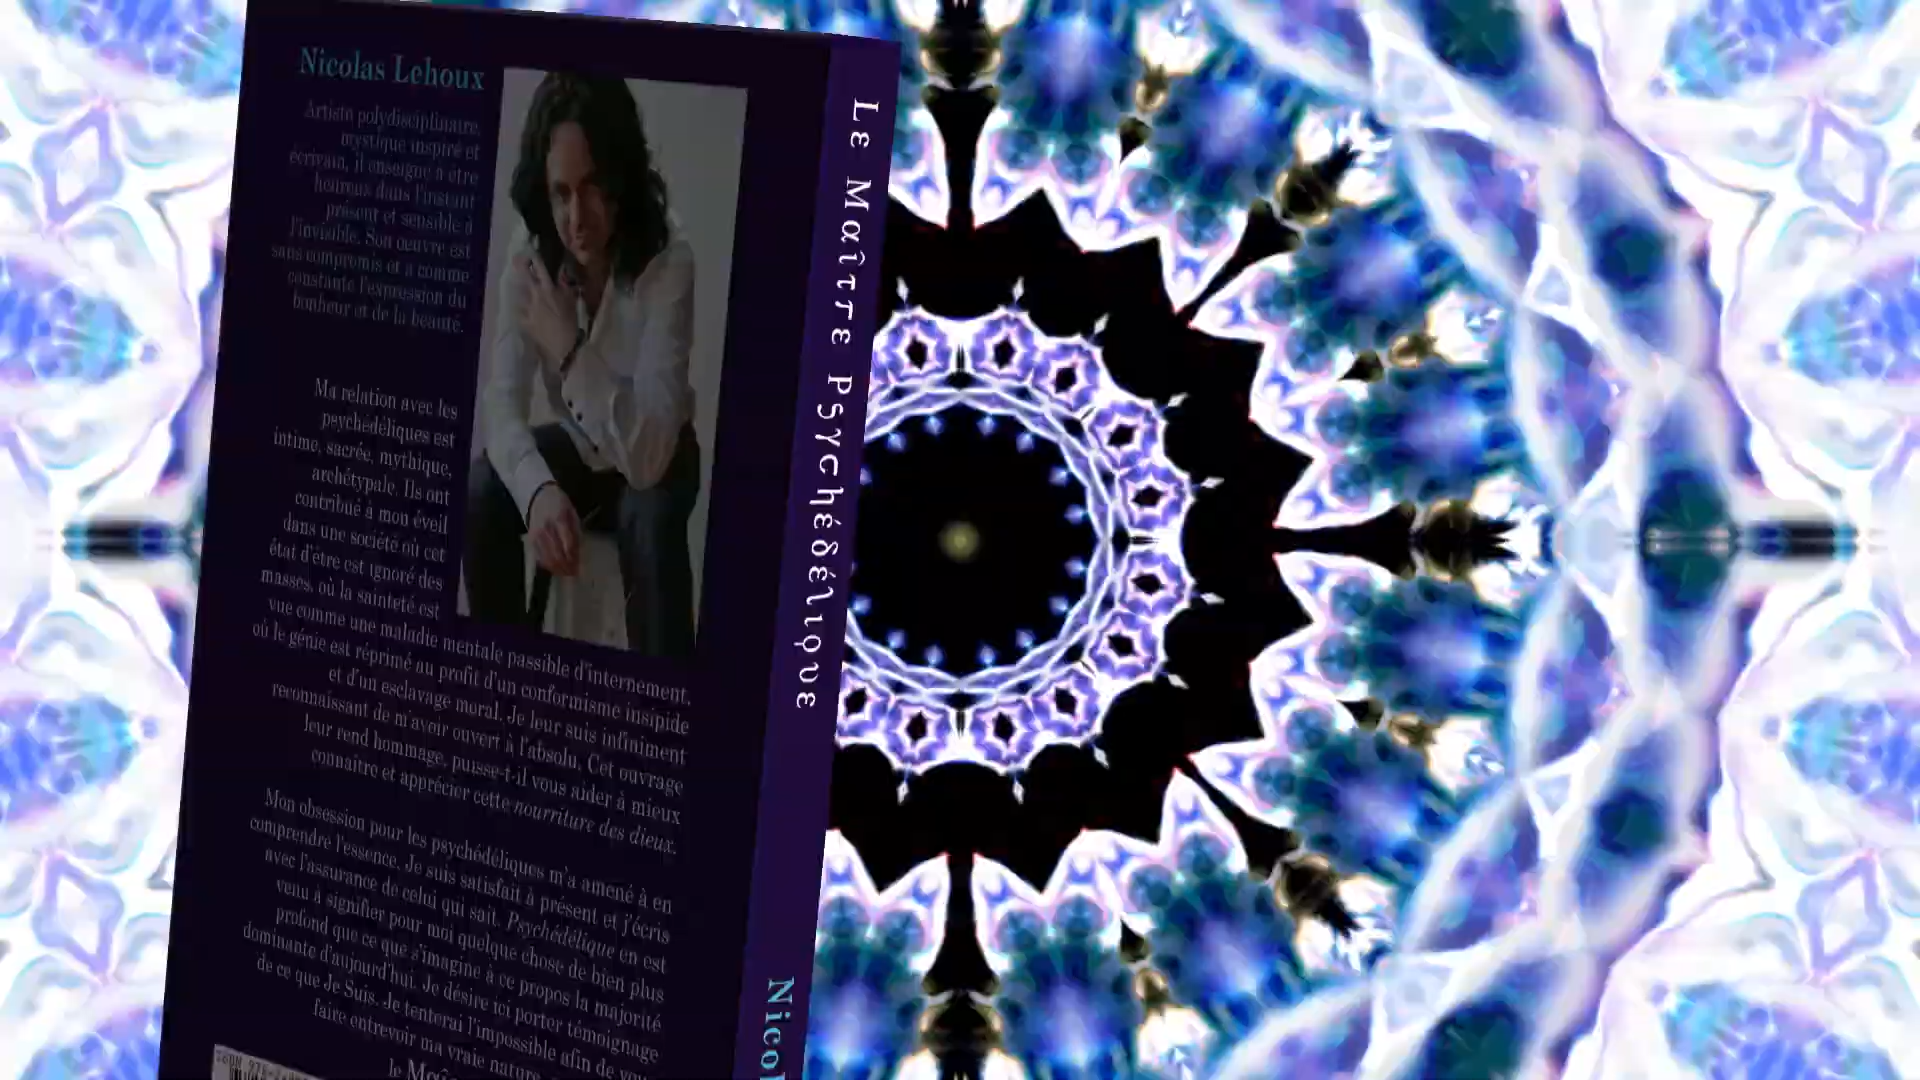 Nicolas Lehoux
Artiste polydisciplinaire,
mystique inspiré et
écrivain, il enseigne à être
heureux dans l'instant
présent et sensible à
l'invisible. Son œuvre est
sans compromis et a comme
constante l'expression du
bonheur et de la beauté.
Ma relation avec les
psychédéliques est
intime, sacrée, mythique,
archétypale. Ils ont
contribué à mon éveil
dans une société où cet
état d'être est ignoré des
masses, où la sainteté est
vue comme une maladie mentale passible d'internement,
où le génie est réprimé au profit d'un conformisme insipide
et d'un esclavage moral. Je leur suis infiniment
reconnaissant de m'avoir ouvert à l'absolu. Cet ouvrage
leur rend hommage, puisse-t-il vous aider à mieux
connaître et apprécier cette nourriture des dieux.
Mon obsession pour les psychédéliques m'a amené à en
comprendre l'essence. Je suis satisfait à présent et j'écris
avec l'assurance de celui qui sait. Psychédélique en est
venu à signifier pour moi quelque chose de bien plus
profond que ce que s'imagine à ce propos la majorité
dominante d'aujourd'hui. Je désire ici porter témoignage
de ce que Je Suis. Je tenterai l'impossible afin de
faire entrevoir ma vraie nature
le
Le Maître Psychédélique
Nicol